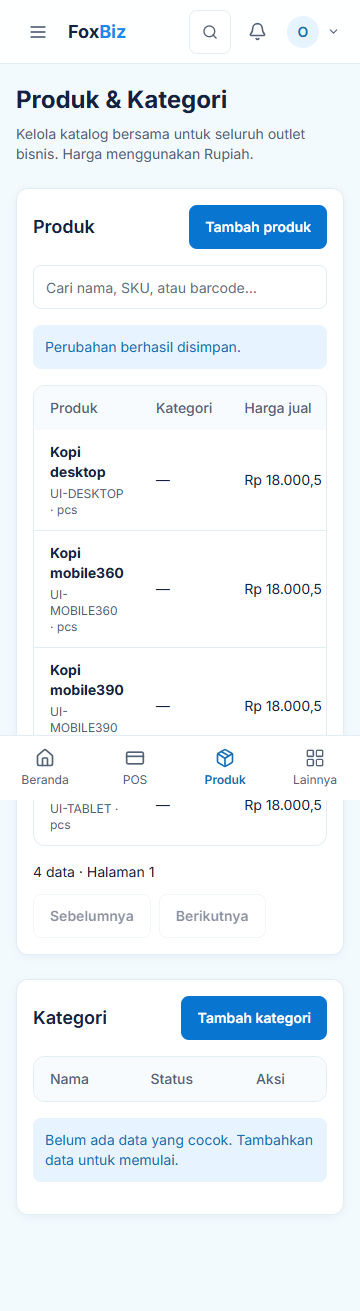 FoxBiz
O
Produk & Kategori
Kelola katalog bersama untuk seluruh outlet
bisnis. Harga menggunakan Rupiah.
Produk
Tambah produk
Cari nama, SKU, atau barcode...
Perubahan berhasil disimpan.
Produk Kategori Harga jual
Kopi
desktop
UI-DESKTOP
· pcs
— Rp 18.000,5
Kopi
mobile360
UI-
MOBILE360
· pcs
— Rp 18.000,5
Kopi
mobile390
UI-
MOBILE390
— Rp 18.000,5
Beranda POS Produk Lainnya
UI-TABLET ·
pcs
— Rp 18.000,5
4 data · Halaman 1
Sebelumnya Berikutnya
Kategori
Tambah kategori
Nama Status Aksi
Belum ada data yang cocok. Tambahkan
data untuk memulai.